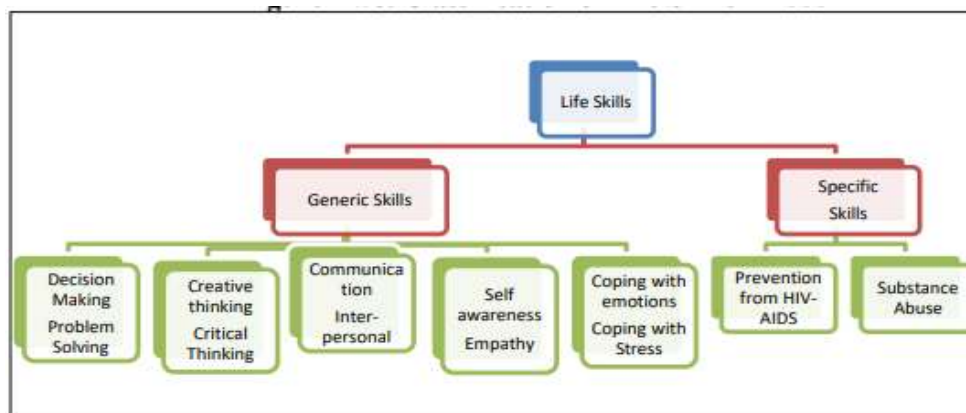 Life Skills
Generic Skills
Specific
Skills
Decision
Making
Problem
Solving
Creative
thinking
Critical
Thinking
Communica
tion
Inter-
personal
Self
awareness
Empathy
Coping with
emotions
Coping with
Stress
Prevention
from HIV-
AIDS
Substance
Abuse